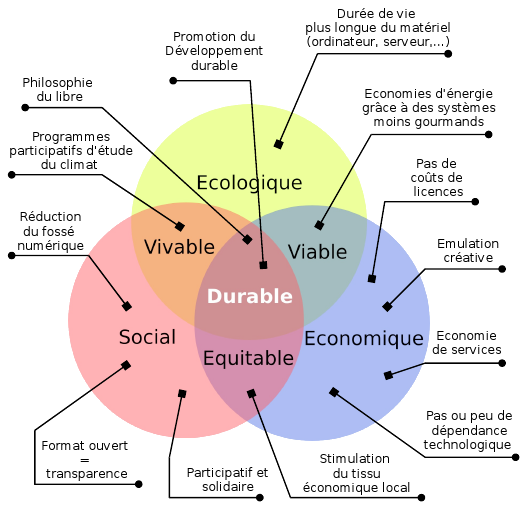 Durée de vie
plus longue du matériel
(ordinateur, serveur,...)
Promotion du
Développement
durable
Philosophie
du libre
Economies d'énergie
grâce à des systèmes
moins gourmands
Programmes
participatifs d'étude
du climat
Pas de
coûts de
licences
Ecologique
Réduction
du fossé
numérique
Vivable
Viable
Emulation
créative
Durable
Social
Economique
Equitable
Economie
de services
Pas ou peu de
dépendance
technologique
Format ouvert
=
transparence
Participatif et
solidaire
Stimulation
du tissu
économique local